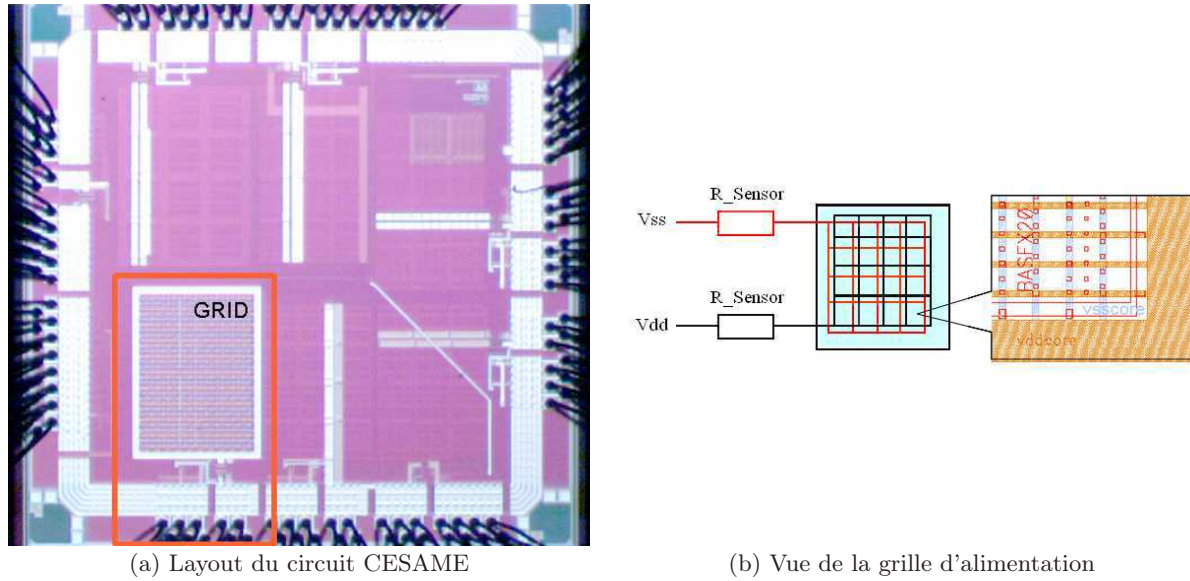 GRID
(a) Layout du circuit CESAME
R_Sensor
Vss
R_Sensor
Vdd
BASFX20
vsscore
vddcore
(b) Vue de la grille d'alimentation